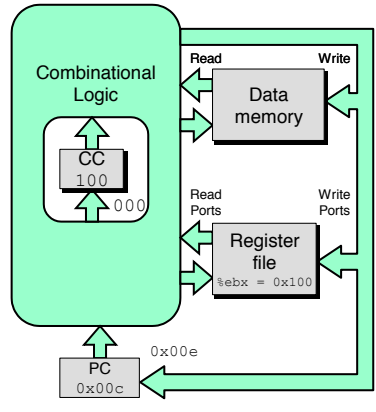 Combinational
Logic
CC
100
000
Read
Write
Data
memory
Read
Ports
Write
Ports
Register
file
%ebx = 0x100
0x00e
PC
0x00c